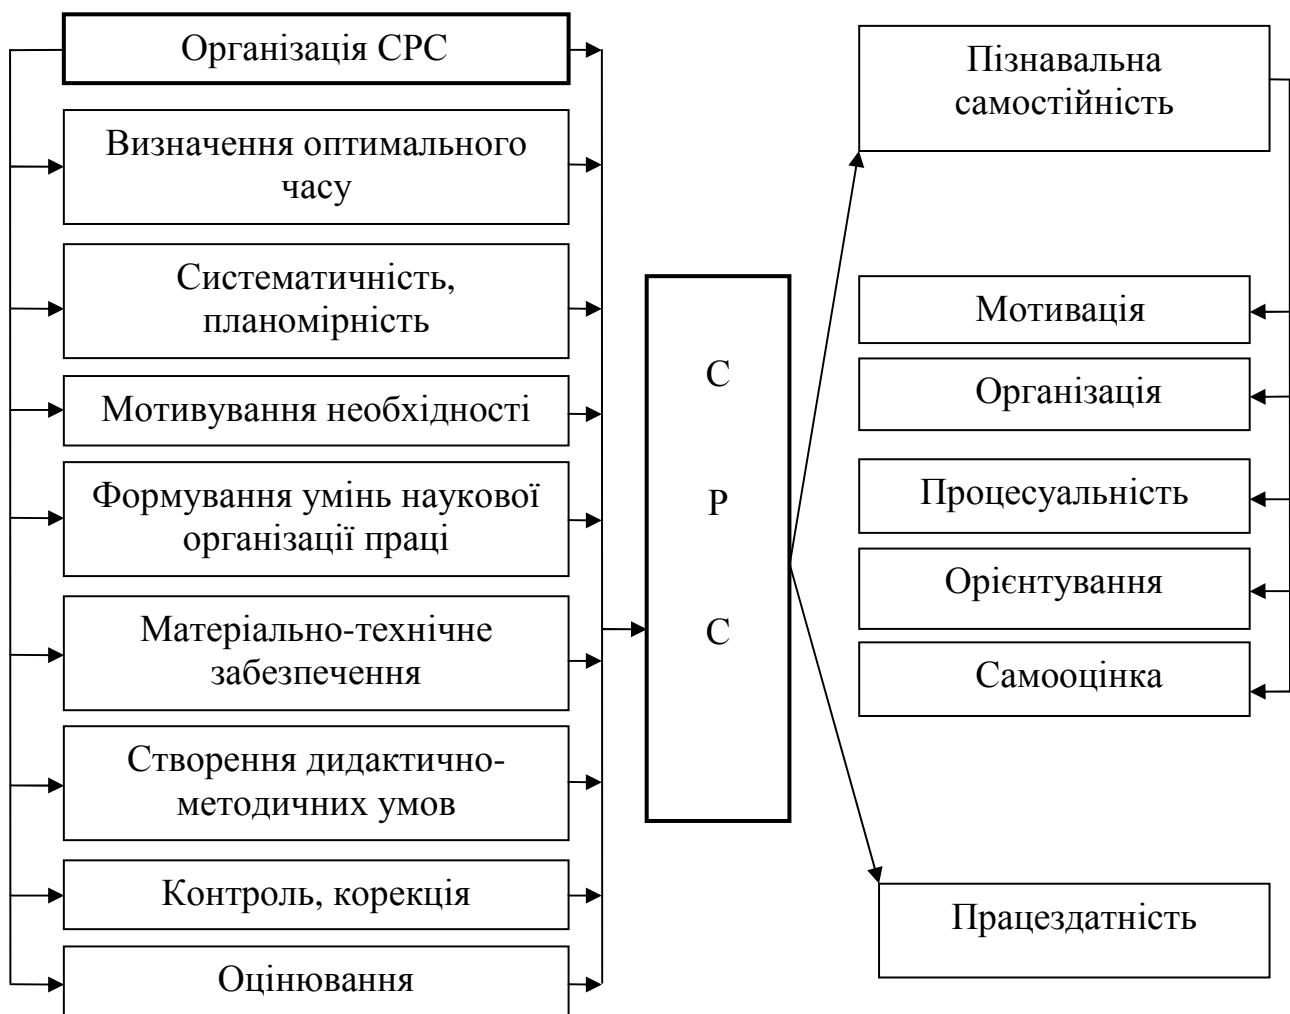 Організація СРС
Визначення оптимального
часу
Систематичність,
планомірність
Мотивування необхідності
Формування умінь наукової
організації праці
Матеріально-технічне
забезпечення
Створення дидактично-
методичних умов
Контроль, корекція
Оцінювання
С
Р
С
Пізнавальна
самостійність
Мотивація
Організація
Процесуальність
Орієнтування
Самооцінка
Працездатність